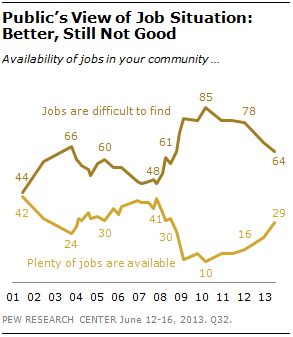 Public's View of Job Situation:
Better, Still Not Good
Availability of jobs in your community ...
Jobs are difficult to find
85
78
66
60
61
64
48
44
42
41
29
24
30
30
16
10
Plenty of jobs are available
01 02 03 04 05 06 07 08 09 10 11 12 13
PEW RESEARCH CENTER June 12-16, 2013. Q32.